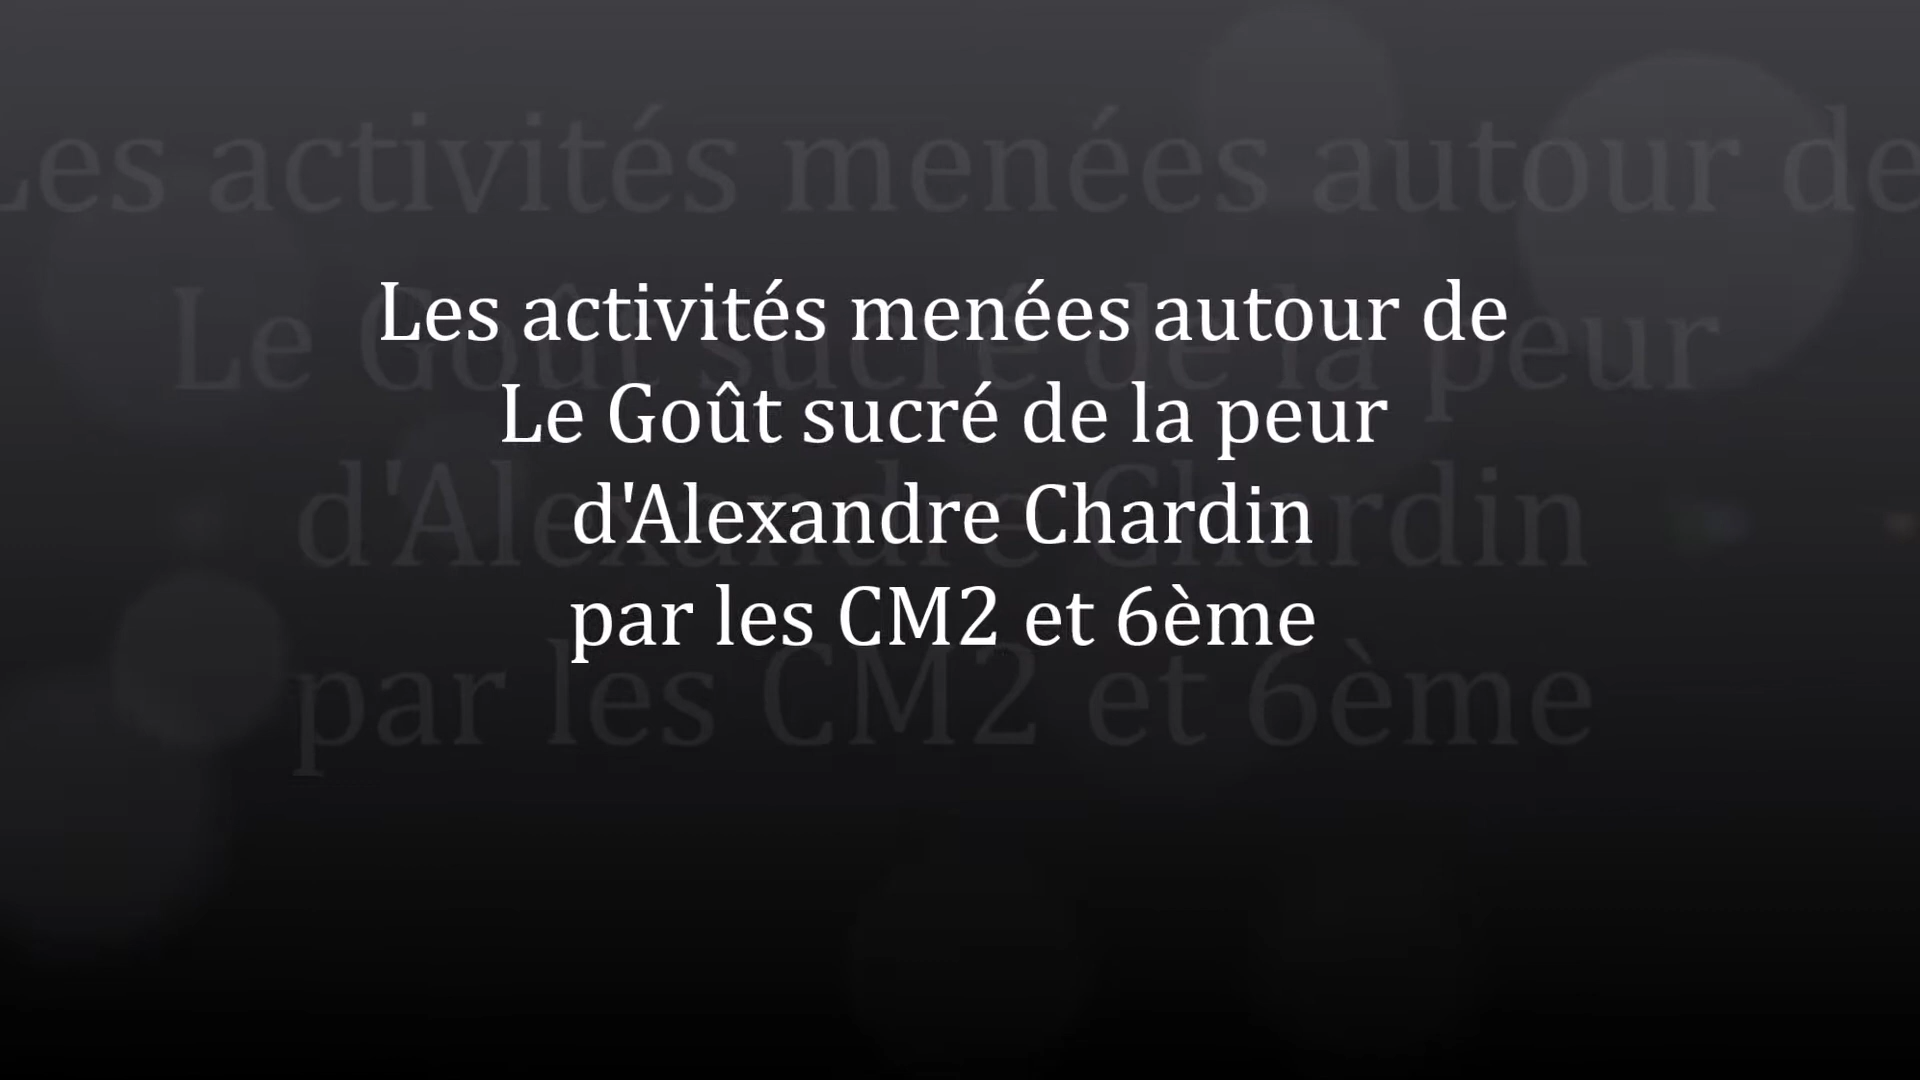 Les activités menées autour de
Le Goût sucré de la peur
d'Alexandre Chardin
par les CM2 et 6ème